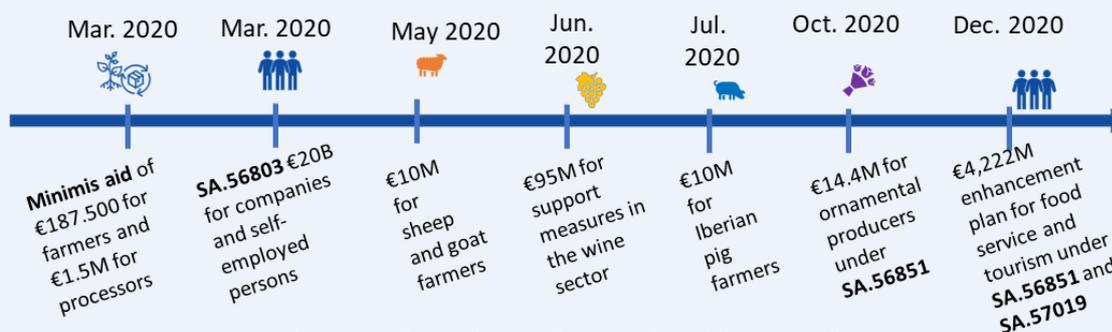 Mar. 2020
Mar. 2020
May 2020
Jun.
2020
Jul.
2020
Oct. 2020
Dec. 2020
Minimis aid of
€187.500 for
farmers and
€1.5M for
processors
SA.56803 €20B
for companies
and self-
employed
persons
€10M
for
sheep
and goat
farmers
€95M for
support
measures in
the wine
sector
€10M
for
Iberian
pig
farmers
€14.4M for
ornamental
producers
under
SA.56851
€4,222M
enhancement
plan for food
service and
tourism under
SA.56851 and
SA.57019